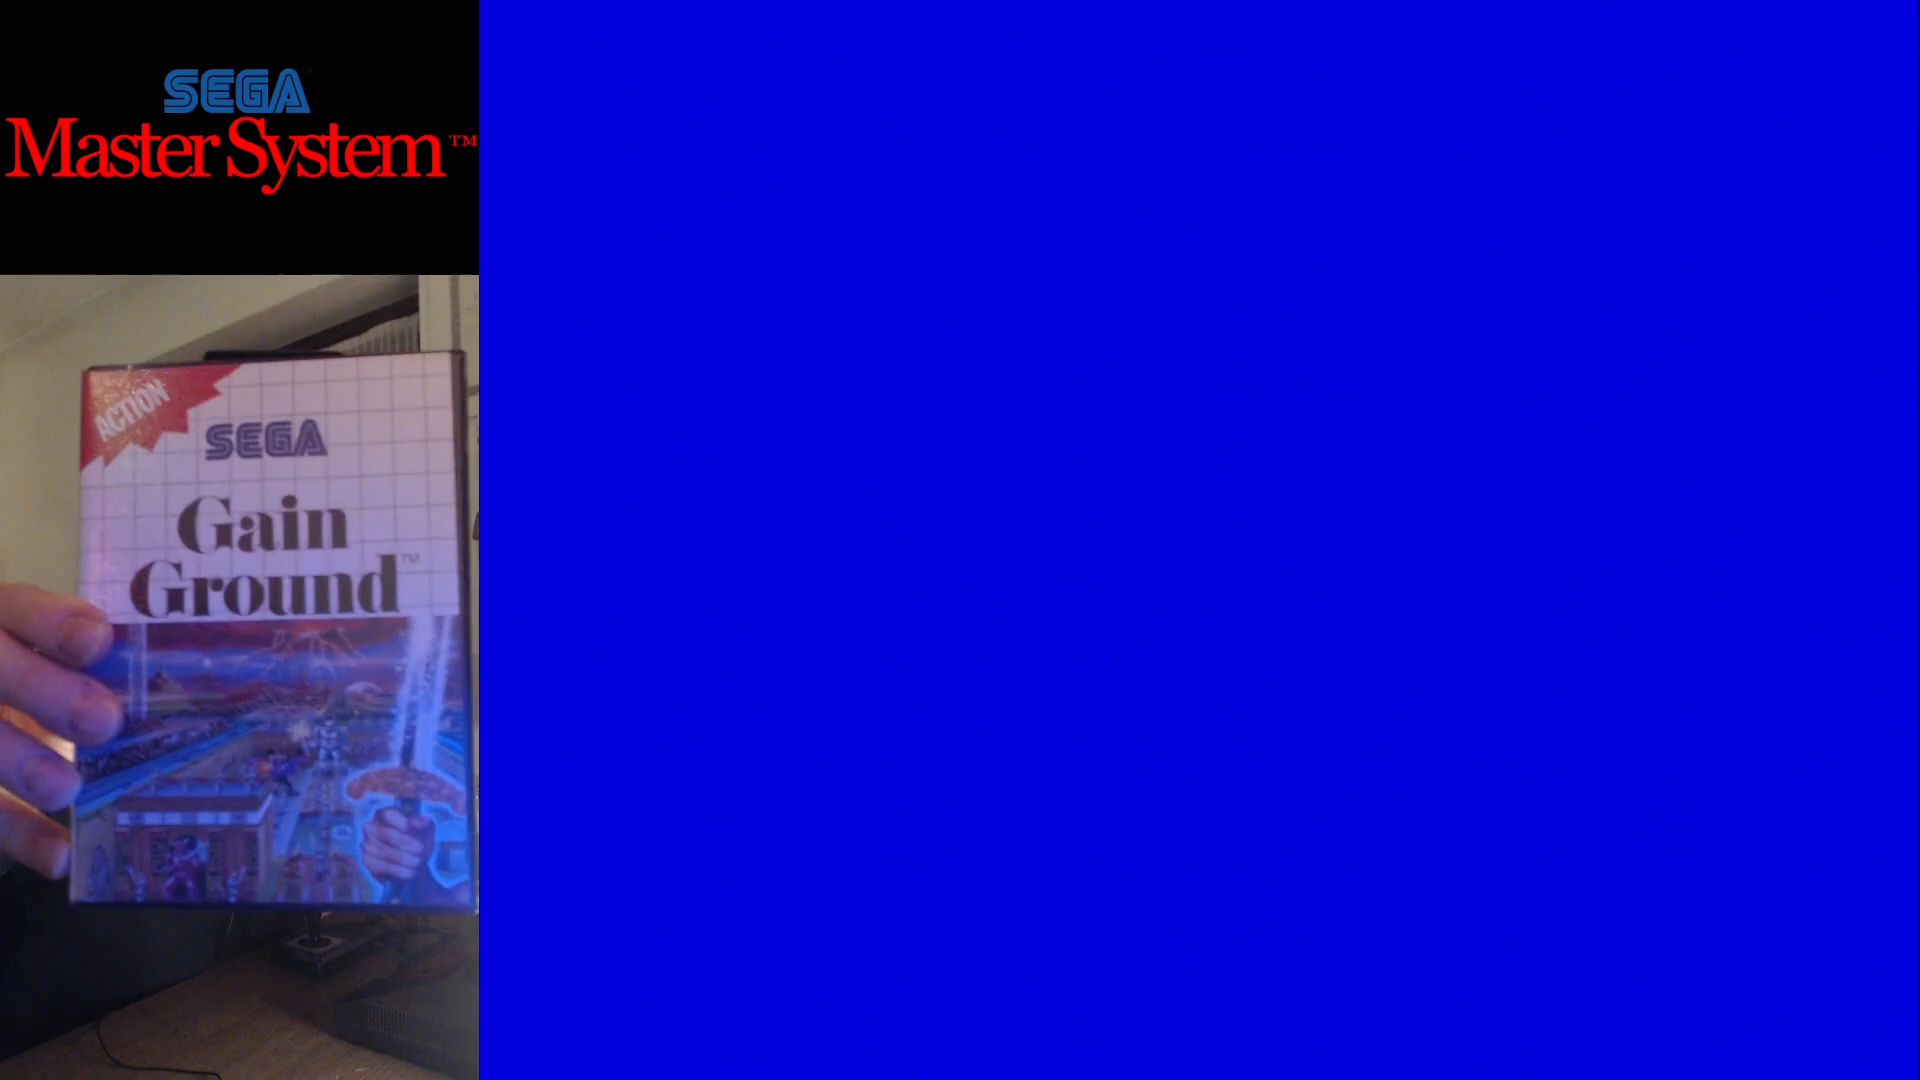 SEGA
Master System™
ACTION
SEGA
Gain
Ground™